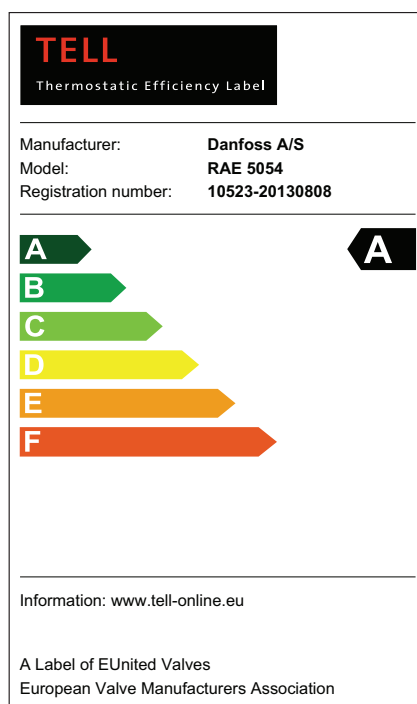 TELL
Thermostatic Efficiency Label
Manufacturer: Danfoss A/S
Model: RAE 5054
Registration number: 10523-20130808
A A
B
C
D
E
F
Information: www.tell-online.eu
A Label of EUnited Valves
European Valve Manufacturers Association